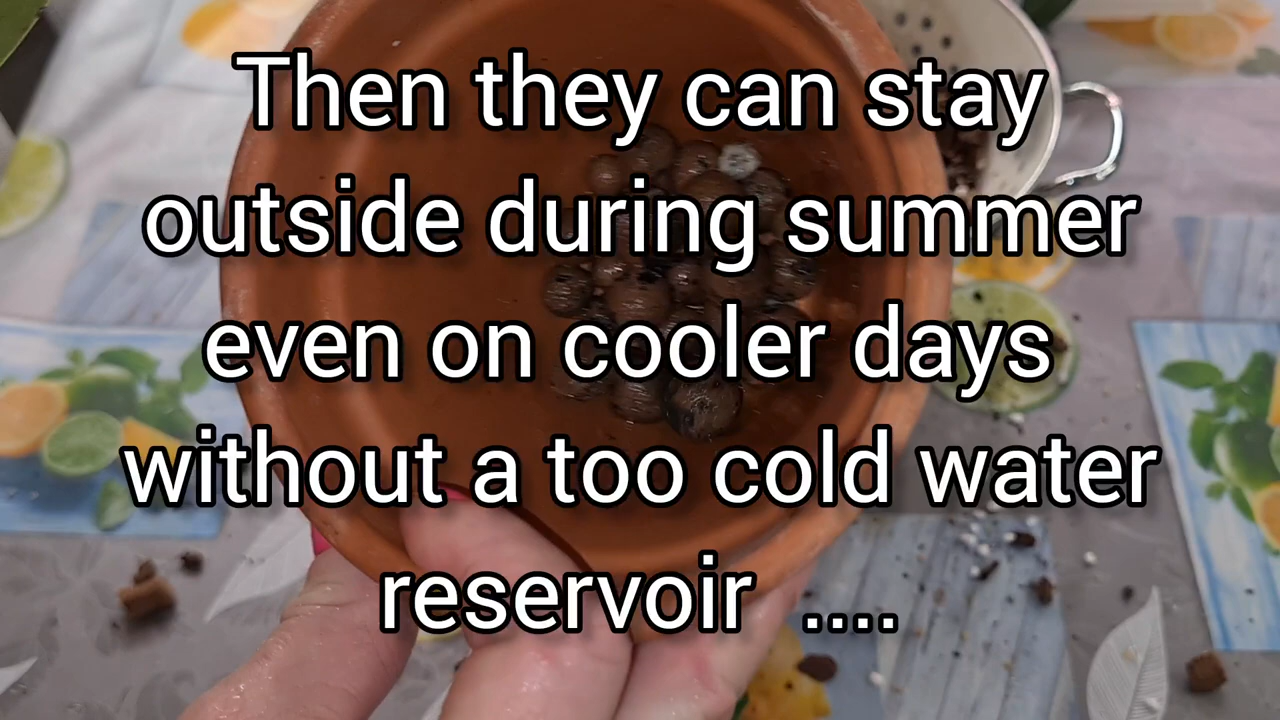 Then they can stay
outside during summer
even on cooler days
without a too cold water
reservoir ....